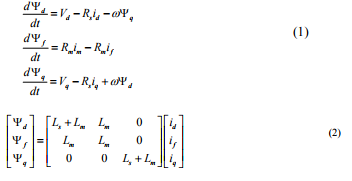 dΨ_d/dt = V_d − R_s i_d − ωΨ_q
dΨ_f/dt = R_m i_m − R_m i_f (1)
dΨ_q/dt = V_q − R_s i_q + ωΨ_d
[Ψ_d] [L_s + L_m L_m 0] [i_d]
[Ψ_f] = [L_m L_m 0] [i_f] (2)
[Ψ_q] [0 0 L_s + L_m] [i_q]